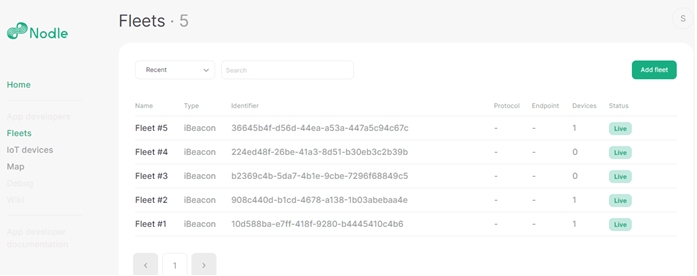 Nodle
Home
App developers
Fleets
IoT devices
Map
Debug
App developer
documentation
Fleets · 5
S
Recent
Search
Add fleet
Name Type Identifier Protocol Endpoint Devices Status
Fleet #5 iBeacon 36645b4f-d56d-44ea-a53a-447a5c94c67c - - 1 Live
Fleet #4 iBeacon 224ed48f-26be-41a3-8d51-b30eb3c2b39b - - 0 Live
Fleet #3 iBeacon b2369c4b-5da7-4b1e-9cbe-7296f68849c5 - - 0 Live
Fleet #2 iBeacon 908c440d-b1cd-4678-a138-1b03abebaa4e - - 1 Live
Fleet #1 iBeacon 10d588ba-e7ff-418f-9280-b4445410c4b6 - - 1 Live
< 1 >